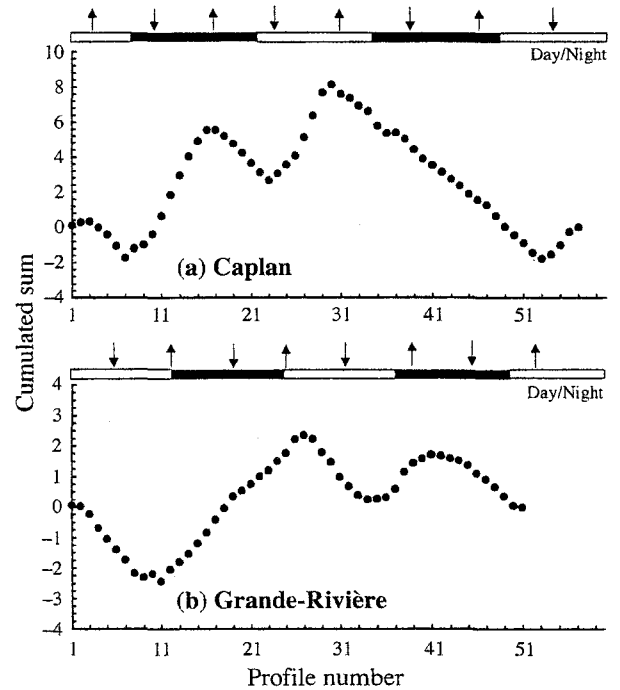 Day/Night
10
8
6
4
2
0
−2
−4
(a) Caplan
1 11 21 31 41 51
Cumulated sum
Day/Night
4
3
2
1
0
−1
−2
−3
−4
(b) Grande-Rivière
1 11 21 31 41 51
Profile number